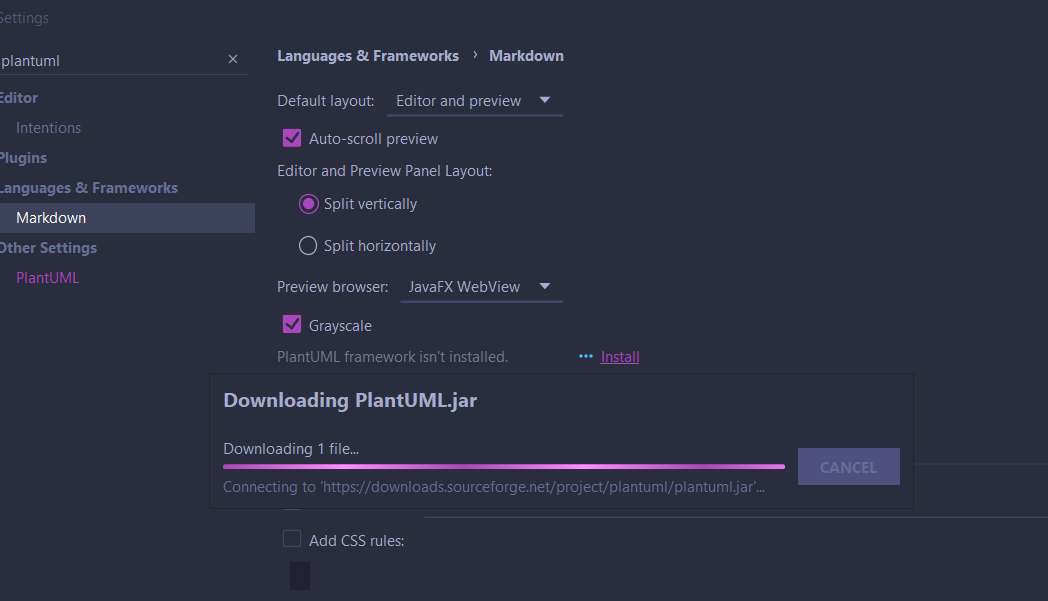 Settings
plantuml
Editor
Intentions
Plugins
Languages & Frameworks
Markdown
Other Settings
PlantUML
Languages & Frameworks › Markdown
Default layout: Editor and preview
Auto-scroll preview
Editor and Preview Panel Layout:
Split vertically
Split horizontally
Preview browser: JavaFX WebView
Grayscale
PlantUML framework isn't installed. ••• Install
Downloading PlantUML.jar
Downloading 1 file...
CANCEL
Connecting to 'https://downloads.sourceforge.net/project/plantuml/plantuml.jar'...
Add CSS rules: